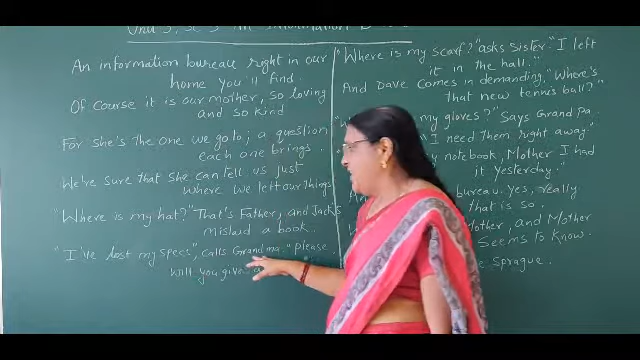 An information bureau right in our
home you'll find.
Of course it is our mother, so loving
and so kind
For she's the one we go to; a question
each one brings.
We're sure that she can tell us just
where we left our things
"Where is my hat?" That's Father, and Jack's
mislaid a book.
"I've lost my specs", calls Grandma "Please
will you give
"Where is my scarf?" asks Sister. "I left
it in the hall."
And Dave comes in demanding, "Where's
that new tennis ball?"
my gloves?" Says Grand Pa.
I need them right away"
notebook, Mother I had
it yesterday."
bureau. Yes, really
that is so.
Mother, and Mother
Seems to know.
Sprague.